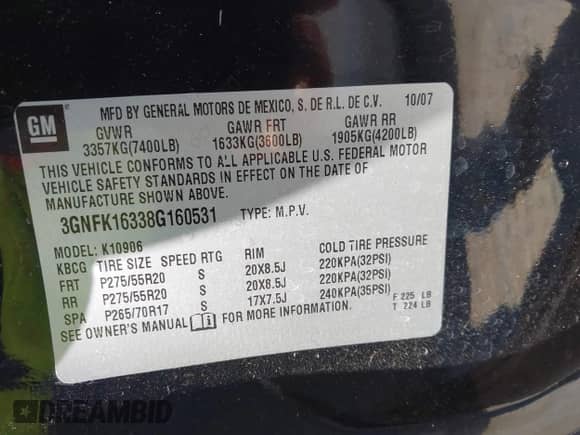 GM
MFD BY GENERAL MOTORS DE MEXICO, S. DE R.L. DE C.V. 10/07
GVWR GAWR FRT GAWR RR
3357KG(7400LB) 1633KG(3600LB) 1905KG(4200LB)
THIS VEHICLE CONFORMS TO ALL APPLICABLE U.S. FEDERAL MOTOR
VEHICLE SAFETY STANDARDS IN EFFECT ON THE DATE OF
MANUFACTURE SHOWN ABOVE.
3GNFK16338G160531 TYPE: M.P.V.
MODEL: K10906
KBCG TIRE SIZE SPEED RTG RIM COLD TIRE PRESSURE
FRT P275/55R20 S 20X8.5J 220KPA(32PSI)
RR P275/55R20 S 20X8.5J 220KPA(32PSI)
SPA P265/70R17 S 17X7.5J 240KPA(35PSI)
SEE OWNER'S MANUAL FOR MORE INFORMATION.
F 225 LB
T 224 LB
DREAMBID